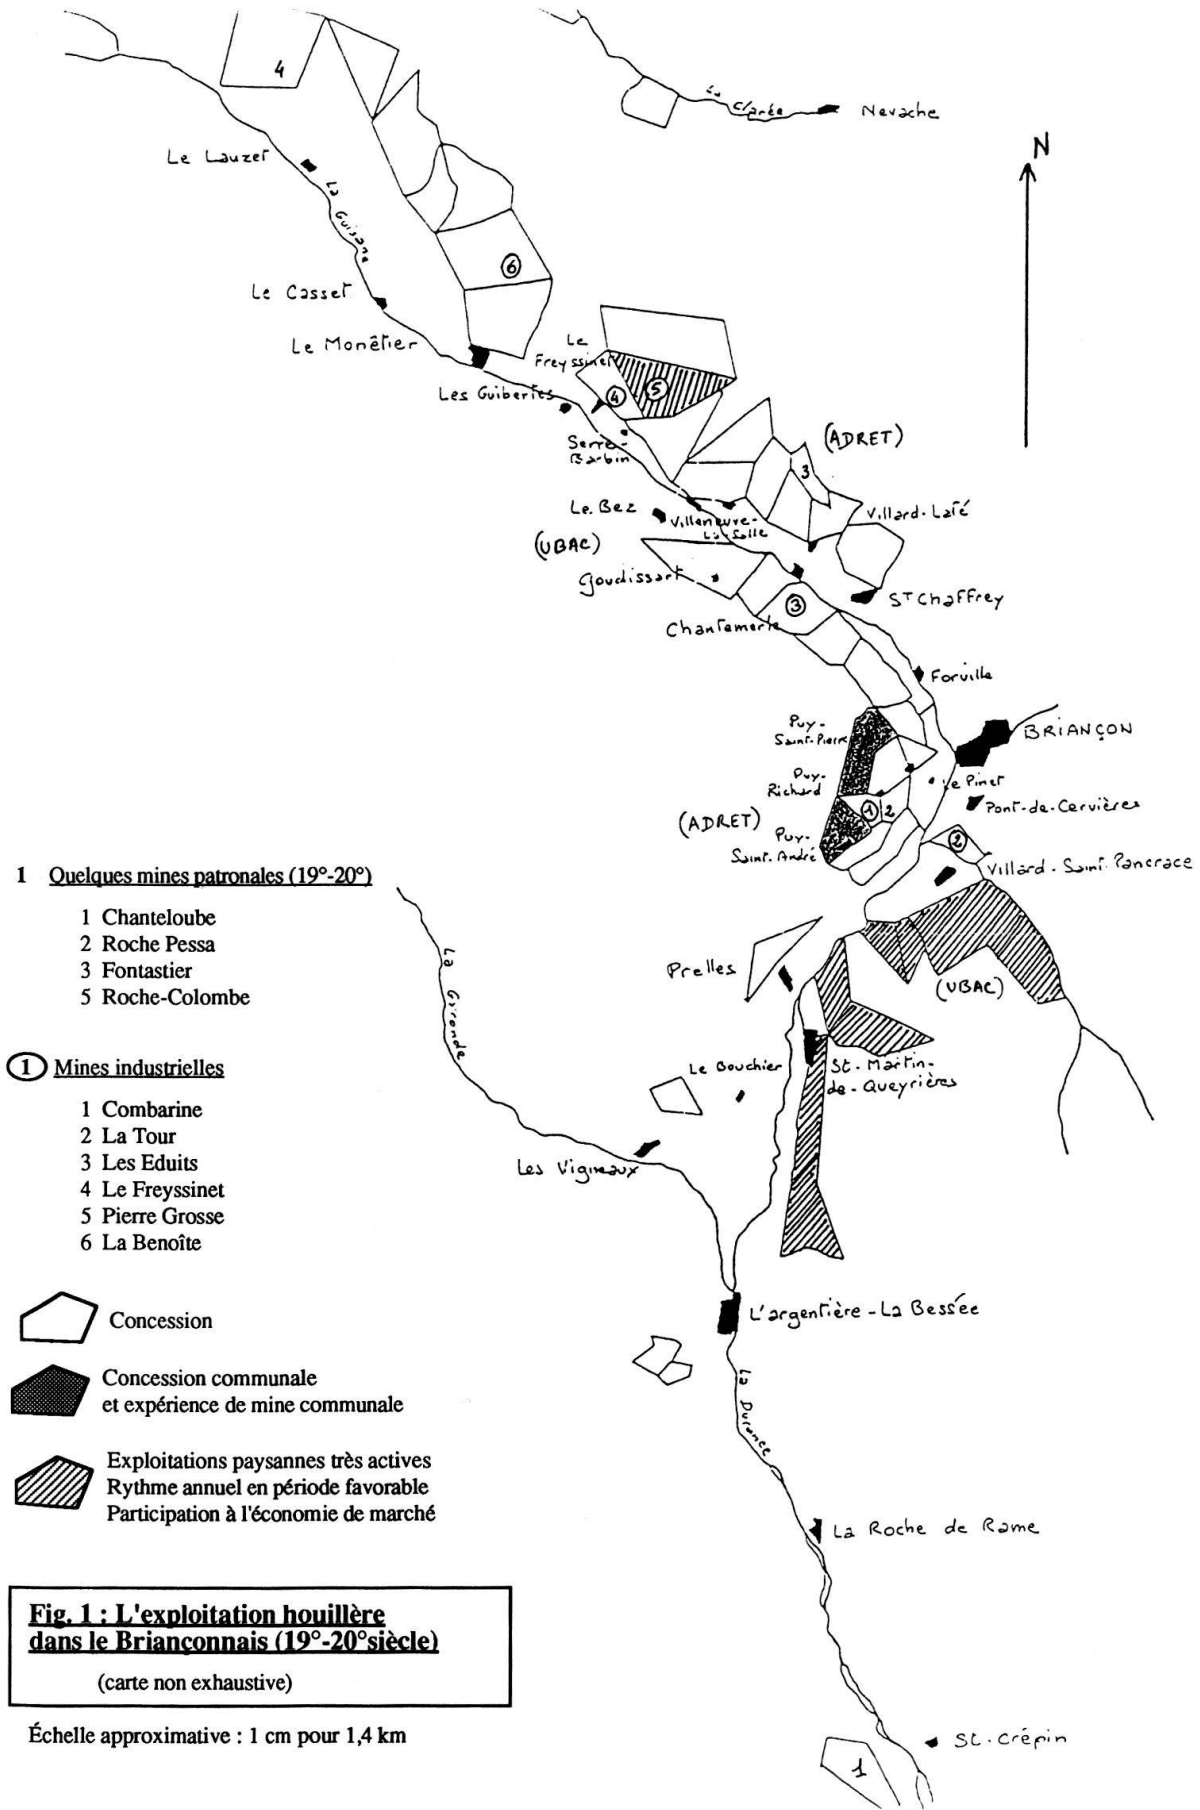 4
La Clarée
Nevache
N
Le Lauzet
La Guisane
6
Le Casset
Le Monêtier
Le
Freyssinet
5
4
Les Guiberts
(ADRET)
Serre-
Barbin
3
Le Bez
Villeneuve-
La Salle
Villard-Laté
(UBAC)
Goudissart
St Chaffrey
3
Chantemerle
Forville
Puy-
Saint-Pierre
BRIANÇON
Puy-
Richard
Le Pinet
1
2
Pont-de-Cervières
(ADRET)
Puy-
Saint-André
2
Villard-Saint-Pancrace
1 Quelques mines patronales (19°-20°)
1 Chanteloube
2 Roche Pessa
3 Fontastier
5 Roche-Colombe
La Gironde
Prelles
(UBAC)
1 Mines industrielles
Le Bouchier
St-Martin-
de-Queyrières
1 Combarine
2 La Tour
3 Les Eduits
4 Le Freyssinet
5 Pierre Grosse
6 La Benoîte
Les Vigneaux
Concession
L'argentière-La Bessée
Concession communale
et expérience de mine communale
La Durance
Exploitations paysannes très actives
Rythme annuel en période favorable
Participation à l'économie de marché
La Roche de Rame
Fig. 1 : L'exploitation houillère
dans le Briançonnais (19°-20°siècle)
(carte non exhaustive)
Échelle approximative : 1 cm pour 1,4 km
St-Crépin
1